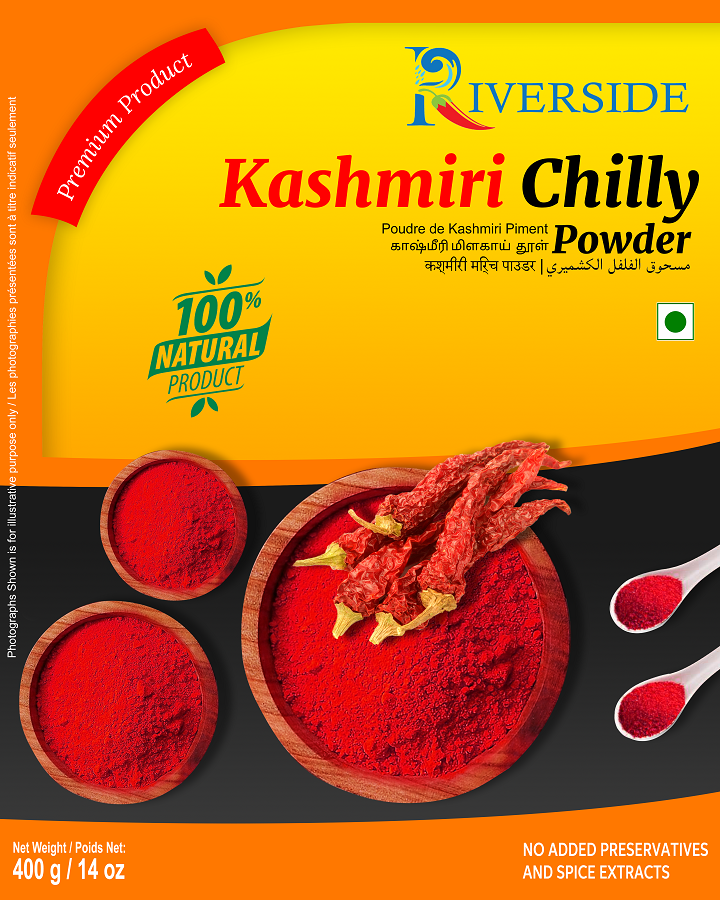 Premium Product
RIVERSIDE
Kashmiri Chilly
Powder
Poudre de Kashmiri Piment
காஷ்மீரி மிளகாய் தூள்
कश्मीरी मर्िच पाउडर | مسحوق الفلفل الكشميري
100%
NATURAL
PRODUCT
Photographs Shown is for illustrative purpose only / Les photographies présentées sont à titre indicatif seulement
Net Weight / Poids Net:
400 g / 14 oz
NO ADDED PRESERVATIVES
AND SPICE EXTRACTS